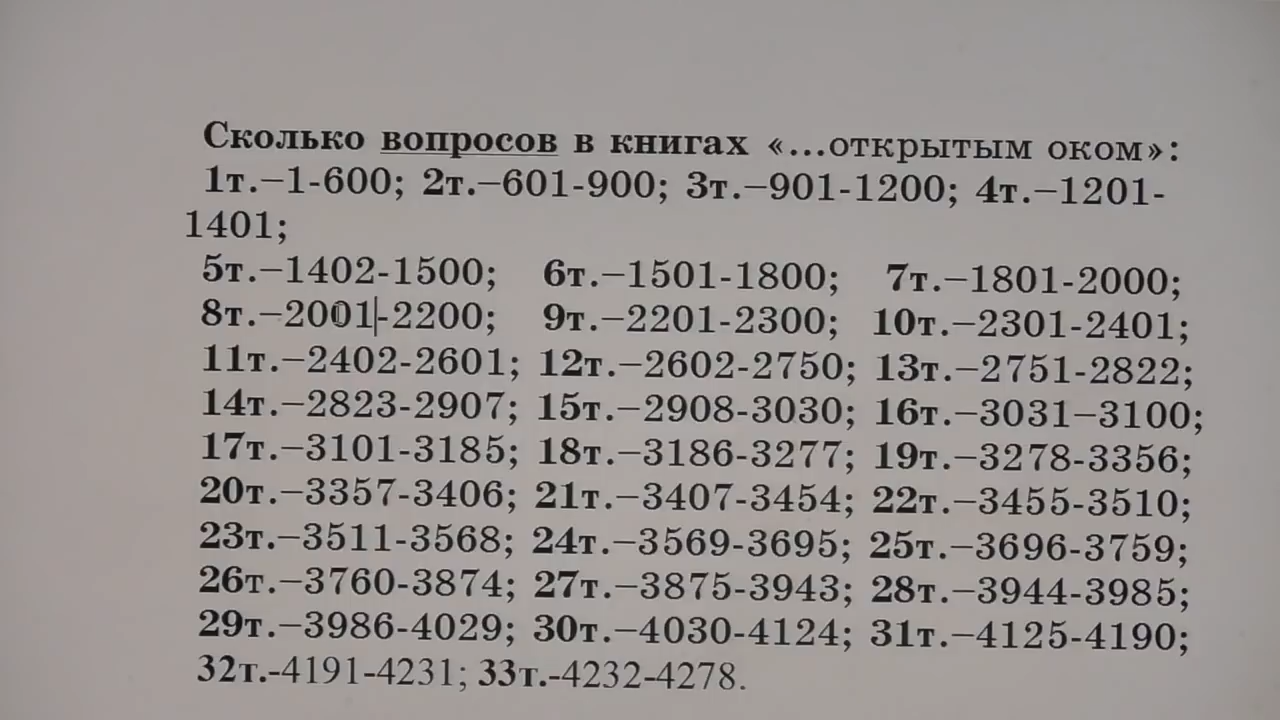 Сколько вопросов в книгах «...открытым оком»:
1т.–1-600; 2т.–601-900; 3т.–901-1200; 4т.–1201-
1401;
5т.–1402-1500; 6т.–1501-1800; 7т.–1801-2000;
8т.–2001-2200; 9т.–2201-2300; 10т.–2301-2401;
11т.–2402-2601; 12т.–2602-2750; 13т.–2751-2822;
14т.–2823-2907; 15т.–2908-3030; 16т.–3031–3100;
17т.–3101-3185; 18т.–3186-3277; 19т.–3278-3356;
20т.–3357-3406; 21т.–3407-3454; 22т.–3455-3510;
23т.–3511-3568; 24т.–3569-3695; 25т.–3696-3759;
26т.–3760-3874; 27т.–3875-3943; 28т.–3944-3985;
29т.–3986-4029; 30т.–4030-4124; 31т.–4125-4190;
32т.-4191-4231; 33т.-4232-4278.